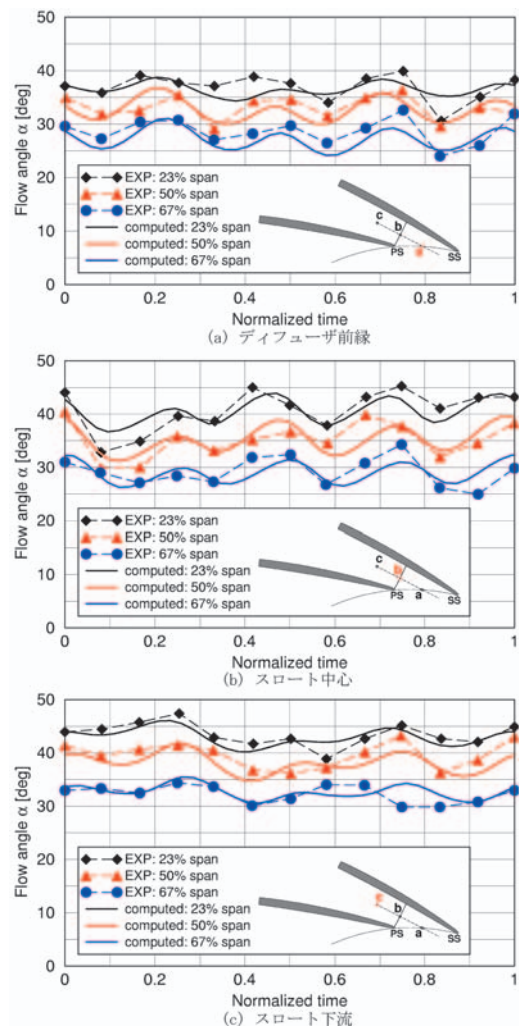 50
40
30
20
10
0
Flow angle α [deg]
EXP: 23% span
EXP: 50% span
EXP: 67% span
computed: 23% span
computed: 50% span
computed: 67% span
c
b
PS
a
SS
0 0.2 0.4 0.6 0.8 1
Normalized time
(a) ディフューザ前縁
50
40
30
20
10
0
Flow angle α [deg]
EXP: 23% span
EXP: 50% span
EXP: 67% span
computed: 23% span
computed: 50% span
computed: 67% span
c
b
PS
a
SS
0 0.2 0.4 0.6 0.8 1
Normalized time
(b) スロート中心
50
40
30
20
10
0
Flow angle α [deg]
EXP: 23% span
EXP: 50% span
EXP: 67% span
computed: 23% span
computed: 50% span
computed: 67% span
c
b
PS
a
SS
0 0.2 0.4 0.6 0.8 1
Normalized time
(c) スロート下流